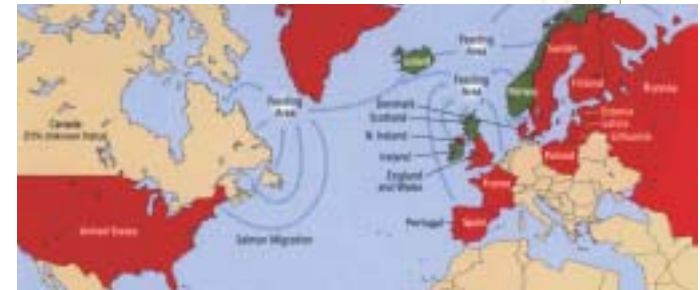 Feeding
Area
Iceland
Feeding
Area
Norway
Sweden
Finland
Russia
Estonia
Latvia
Lithuania
Denmark
Scotland
N. Ireland
Ireland
England
and Wales
Poland
France
Portugal
Spain
Feeding
Area
Canada
United States
Salmon Migration